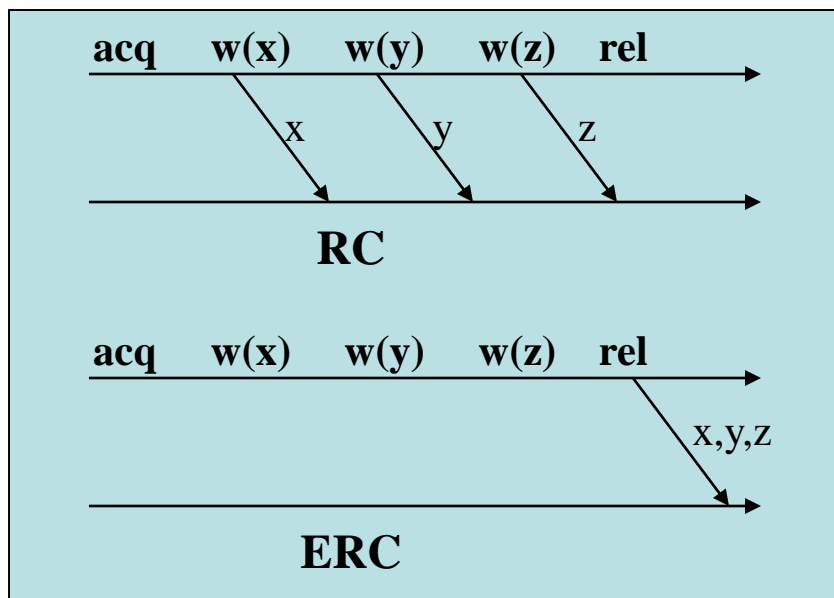 acq w(x) w(y) w(z) rel
x y z
RC
acq w(x) w(y) w(z) rel
x,y,z
ERC